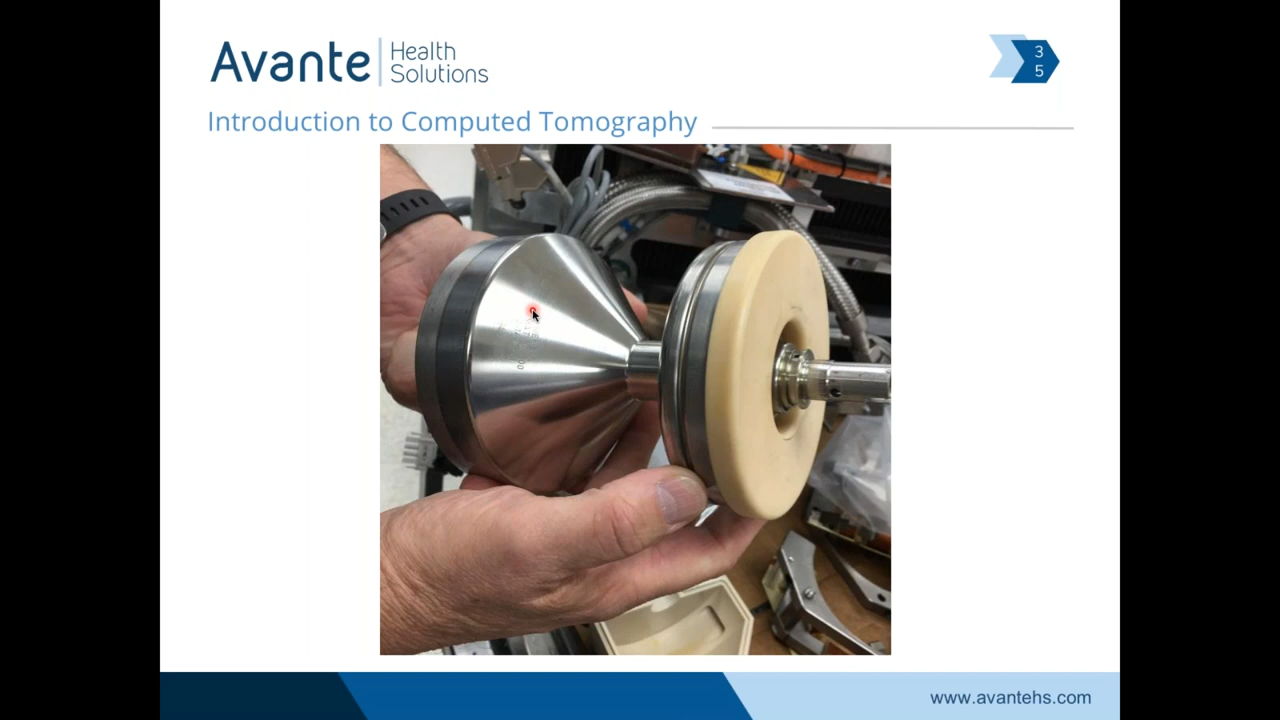 Avante
Health
Solutions
3
5
Introduction to Computed Tomography
www.avantehs.com